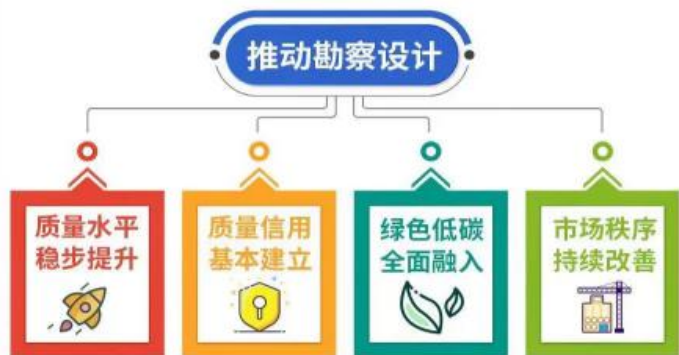 推动勘察设计
质量水平
稳步提升
质量信用
基本建立
绿色低碳
全面融入
市场秩序
持续改善